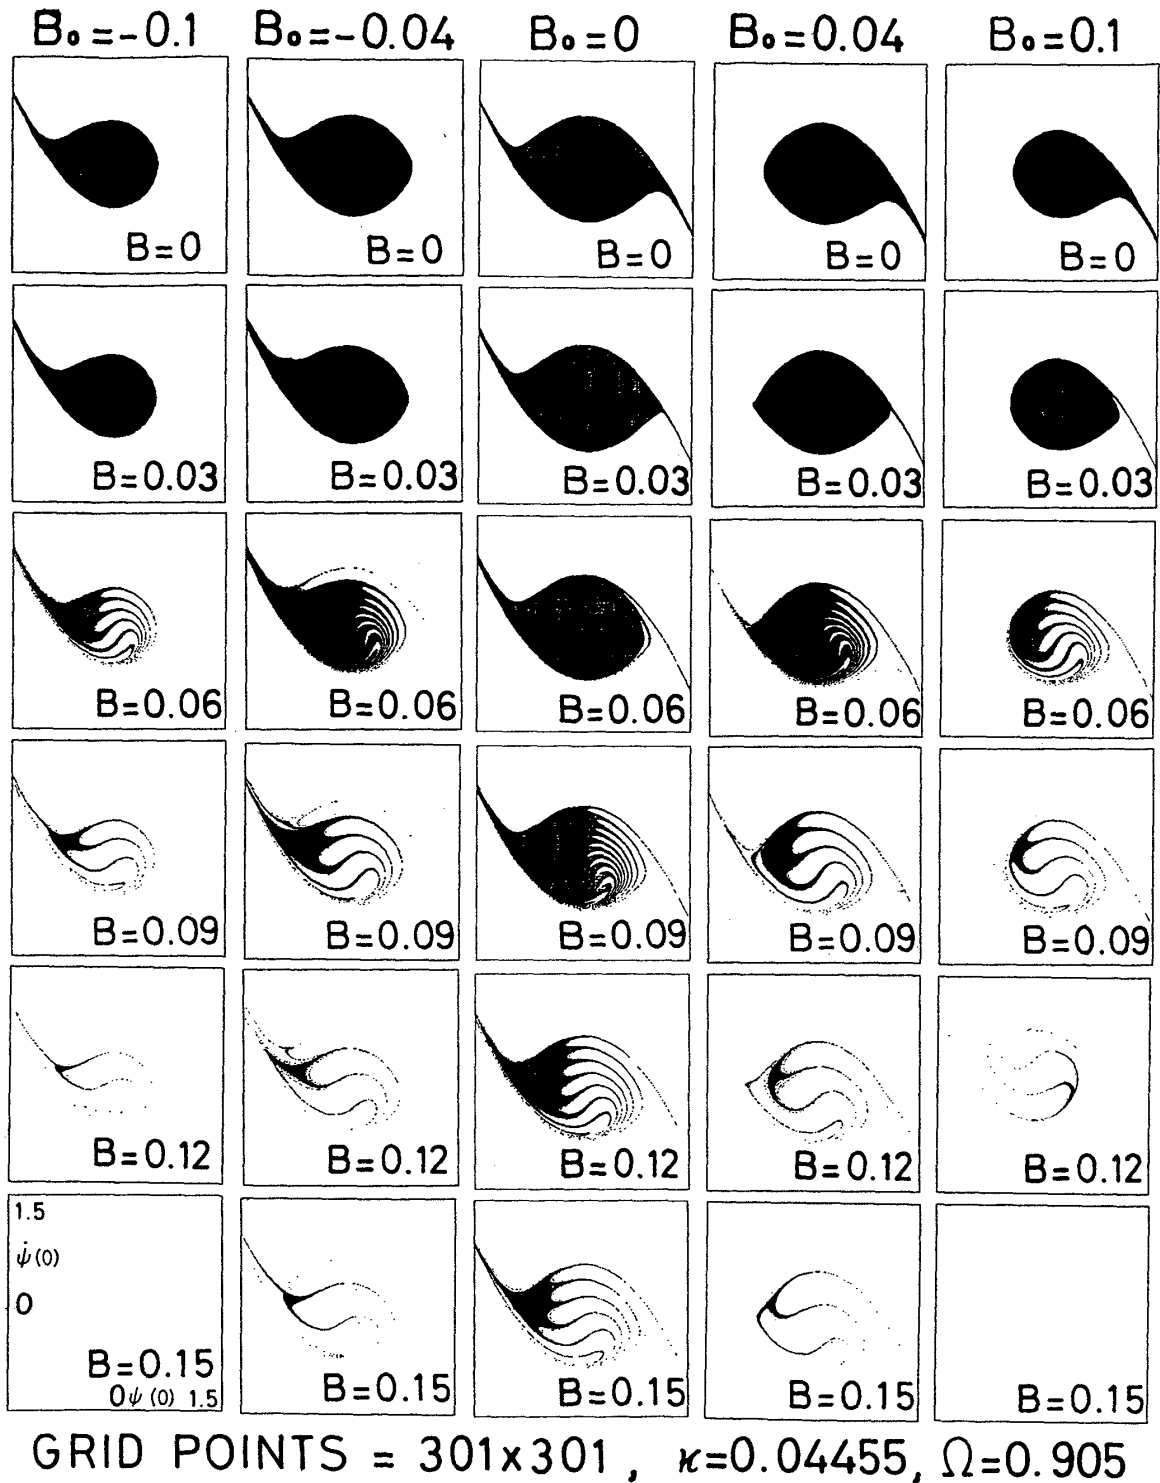 B₀=-0.1 B₀=-0.04 B₀=0 B₀=0.04 B₀=0.1
B=0 B=0 B=0 B=0 B=0
B=0.03 B=0.03 B=0.03 B=0.03 B=0.03
B=0.06 B=0.06 B=0.06 B=0.06 B=0.06
B=0.09 B=0.09 B=0.09 B=0.09 B=0.09
B=0.12 B=0.12 B=0.12 B=0.12 B=0.12
1.5
ψ̇(0)
0
B=0.15 B=0.15 B=0.15 B=0.15 B=0.15
0 ψ(0) 1.5
GRID POINTS = 301x301, κ=0.04455, Ω=0.905